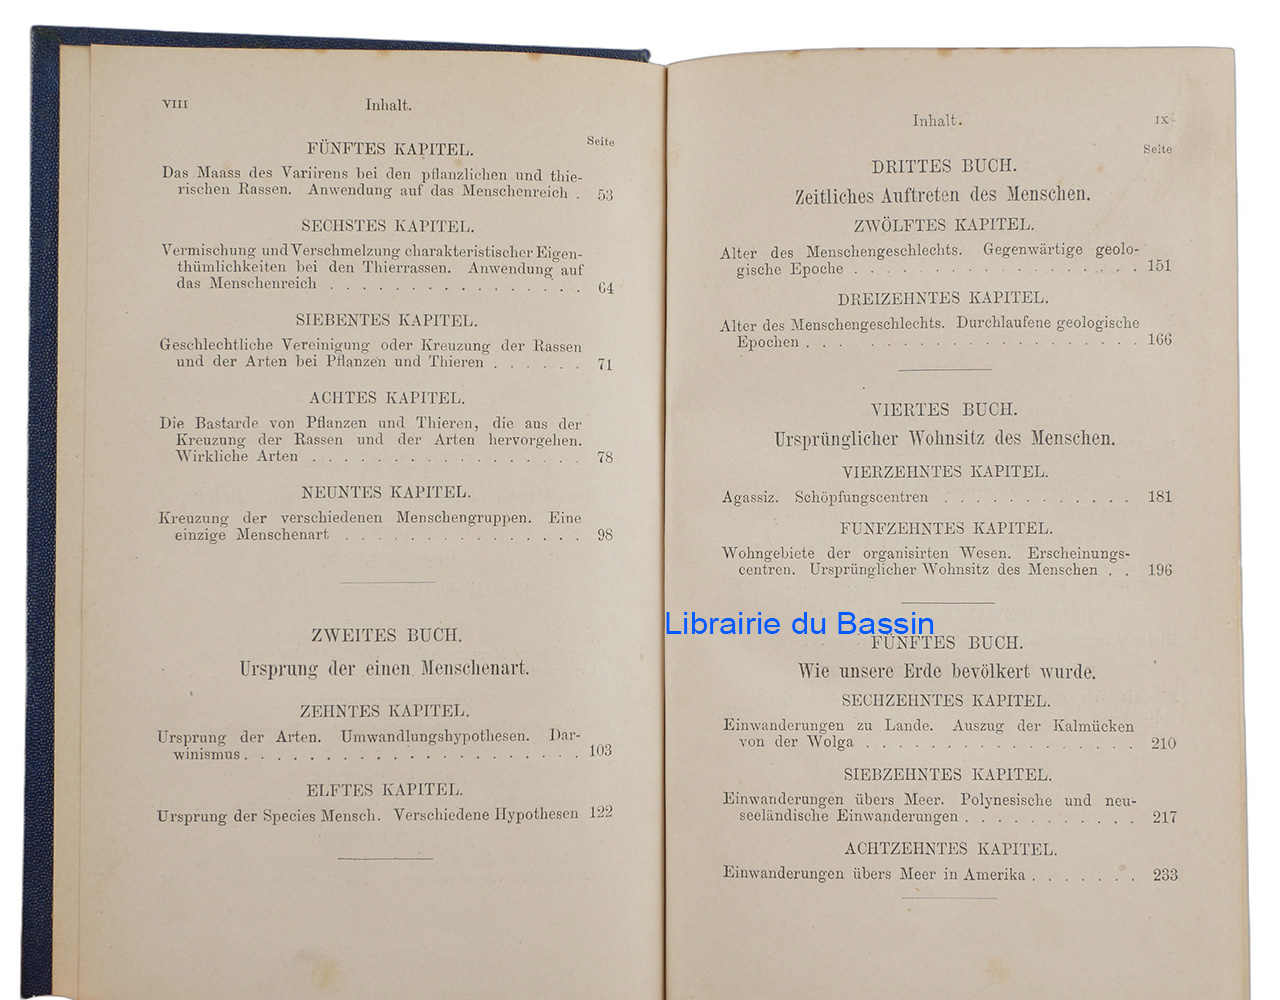 VIII
Inhalt.
Seite
FÜNFTES KAPITEL.
Das Maass des Variirens bei den pflanzlichen und thie-
rischen Rassen. Anwendung auf das Menschenreich . 53
SECHSTES KAPITEL.
Vermischung und Verschmelzung charakteristischer Eigen-
thümlichkeiten bei den Thierrassen. Anwendung auf
das Menschenreich . . . . . . . . . . . . . . . . 64
SIEBENTES KAPITEL.
Geschlechtliche Vereinigung oder Kreuzung der Rassen
und der Arten bei Pflanzen und Thieren . . . . . . 71
ACHTES KAPITEL.
Die Bastarde von Pflanzen und Thieren, die aus der
Kreuzung der Rassen und der Arten hervorgehen.
Wirkliche Arten . . . . . . . . . . . . . . . . . 78
NEUNTES KAPITEL.
Kreuzung der verschiedenen Menschengruppen. Eine
einzige Menschenart . . . . . . . . . . . . . . . 98
ZWEITES BUCH.
Ursprung der einen Menschenart.
ZEHNTES KAPITEL.
Ursprung der Arten. Umwandlungshypothesen. Dar-
winismus . . . . . . . . . . . . . . . . . . . . . 103
ELFTES KAPITEL.
Ursprung der Species Mensch. Verschiedene Hypothesen 122
Inhalt.
IX
Seite
DRITTES BUCH.
Zeitliches Auftreten des Menschen.
ZWÖLFTES KAPITEL.
Alter des Menschengeschlechts. Gegenwärtige geolo-
gische Epoche . . . . . . . . . . . . . . . . . . 151
DREIZEHNTES KAPITEL.
Alter des Menschengeschlechts. Durchlaufene geologische
Epochen . . . . . . . . . . . . . . . . . . . . . 166
VIERTES BUCH.
Ursprünglicher Wohnsitz des Menschen.
VIERZEHNTES KAPITEL.
Agassiz. Schöpfungscentren . . . . . . . . . . . . 181
FUNFZEHNTES KAPITEL.
Wohngebiete der organisirten Wesen. Erscheinungs-
centren. Ursprünglicher Wohnsitz des Menschen . . 196
Librairie du Bassin
FÜNFTES BUCH.
Wie unsere Erde bevölkert wurde.
SECHZEHNTES KAPITEL.
Einwanderungen zu Lande. Auszug der Kalmücken
von der Wolga . . . . . . . . . . . . . . . . . 210
SIEBZEHNTES KAPITEL.
Einwanderungen übers Meer. Polynesische und neu-
seeländische Einwanderungen . . . . . . . . . . . 217
ACHTZEHNTES KAPITEL.
Einwanderungen übers Meer in Amerika . . . . . . . 233